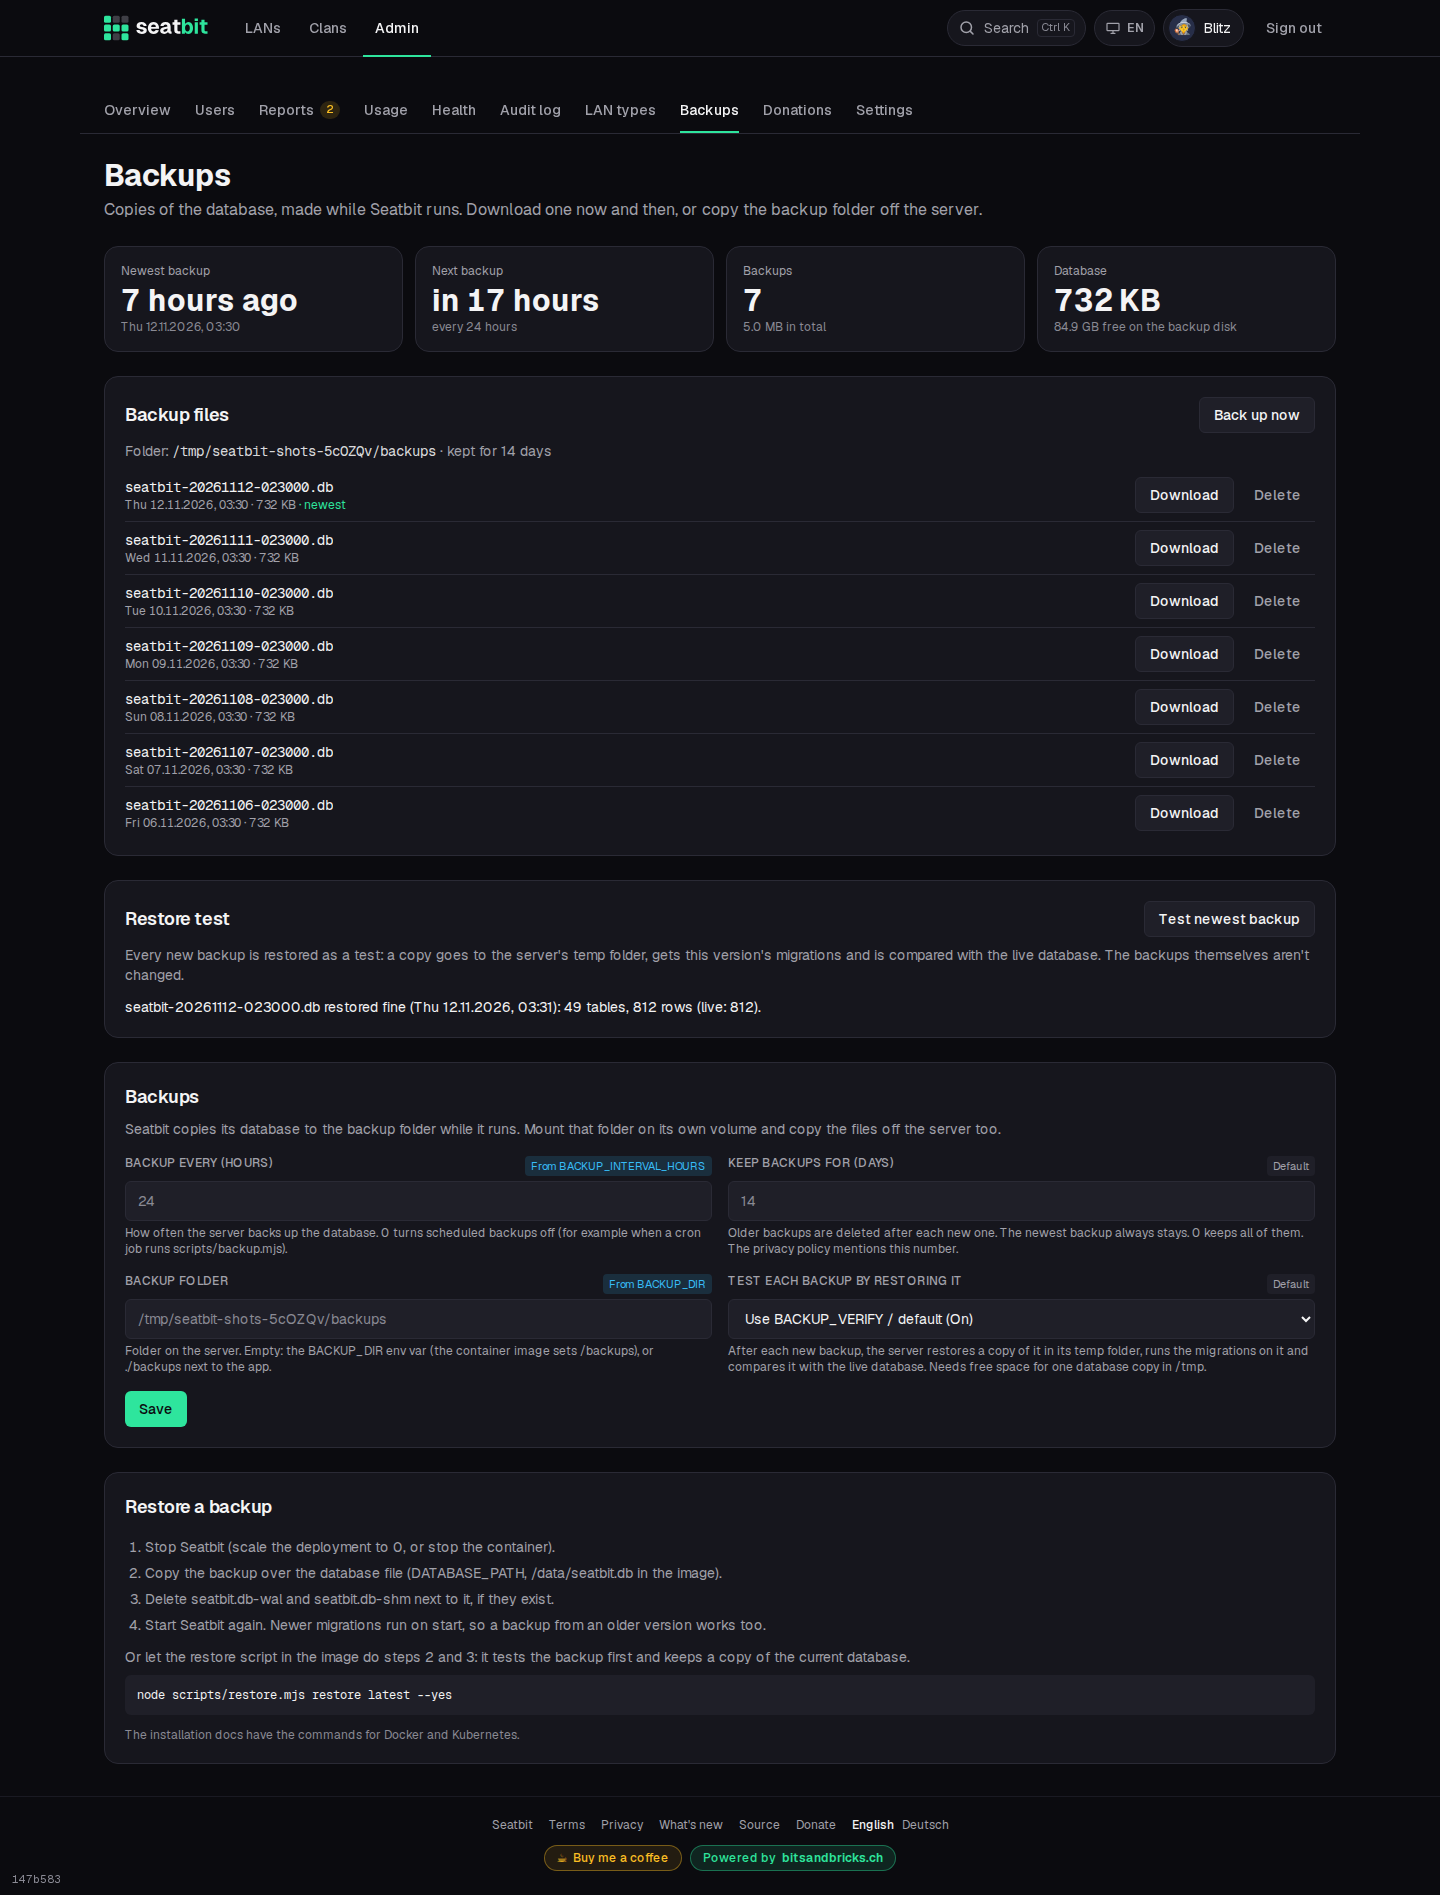 seatbit
LANs
Clans
Admin
Search
Ctrl K
EN
Blitz
Sign out
Overview
Users
Reports
2
Usage
Health
Audit log
LAN types
Backups
Donations
Settings
Backups
Copies of the database, made while Seatbit runs. Download one now and then, or copy the backup folder off the server.
Newest backup
7 hours ago
Thu 12.11.2026, 03:30
Next backup
in 17 hours
every 24 hours
Backups
7
5.0 MB in total
Database
732 KB
84.9 GB free on the backup disk
Backup files
Back up now
Folder: /tmp/seatbit-shots-5cOZQv/backups · kept for 14 days
seatbit-20261112-023000.db
Thu 12.11.2026, 03:30 · 732 KB · newest
Download
Delete
seatbit-20261111-023000.db
Wed 11.11.2026, 03:30 · 732 KB
Download
Delete
seatbit-20261110-023000.db
Tue 10.11.2026, 03:30 · 732 KB
Download
Delete
seatbit-20261109-023000.db
Mon 09.11.2026, 03:30 · 732 KB
Download
Delete
seatbit-20261108-023000.db
Sun 08.11.2026, 03:30 · 732 KB
Download
Delete
seatbit-20261107-023000.db
Sat 07.11.2026, 03:30 · 732 KB
Download
Delete
seatbit-20261106-023000.db
Fri 06.11.2026, 03:30 · 732 KB
Download
Delete
Restore test
Test newest backup
Every new backup is restored as a test: a copy goes to the server's temp folder, gets this version's migrations and is compared with the live database. The backups themselves aren't
changed.
seatbit-20261112-023000.db restored fine (Thu 12.11.2026, 03:31): 49 tables, 812 rows (live: 812).
Backups
Seatbit copies its database to the backup folder while it runs. Mount that folder on its own volume and copy the files off the server too.
BACKUP EVERY (HOURS)
From BACKUP_INTERVAL_HOURS
24
How often the server backs up the database. 0 turns scheduled backups off (for example when a cron
job runs scripts/backup.mjs).
KEEP BACKUPS FOR (DAYS)
Default
14
Older backups are deleted after each new one. The newest backup always stays. 0 keeps all of them.
The privacy policy mentions this number.
BACKUP FOLDER
From BACKUP_DIR
/tmp/seatbit-shots-5cOZQv/backups
Folder on the server. Empty: the BACKUP_DIR env var (the container image sets /backups), or
./backups next to the app.
TEST EACH BACKUP BY RESTORING IT
Default
Use BACKUP_VERIFY / default (On)
After each new backup, the server restores a copy of it in its temp folder, runs the migrations on it and
compares it with the live database. Needs free space for one database copy in /tmp.
Save
Restore a backup
1. Stop Seatbit (scale the deployment to 0, or stop the container).
2. Copy the backup over the database file (DATABASE_PATH, /data/seatbit.db in the image).
3. Delete seatbit.db-wal and seatbit.db-shm next to it, if they exist.
4. Start Seatbit again. Newer migrations run on start, so a backup from an older version works too.
Or let the restore script in the image do steps 2 and 3: it tests the backup first and keeps a copy of the current database.
node scripts/restore.mjs restore latest --yes
The installation docs have the commands for Docker and Kubernetes.
Seatbit
Terms
Privacy
What's new
Source
Donate
English
Deutsch
Buy me a coffee
Powered by bitsandbricks.ch
147b583